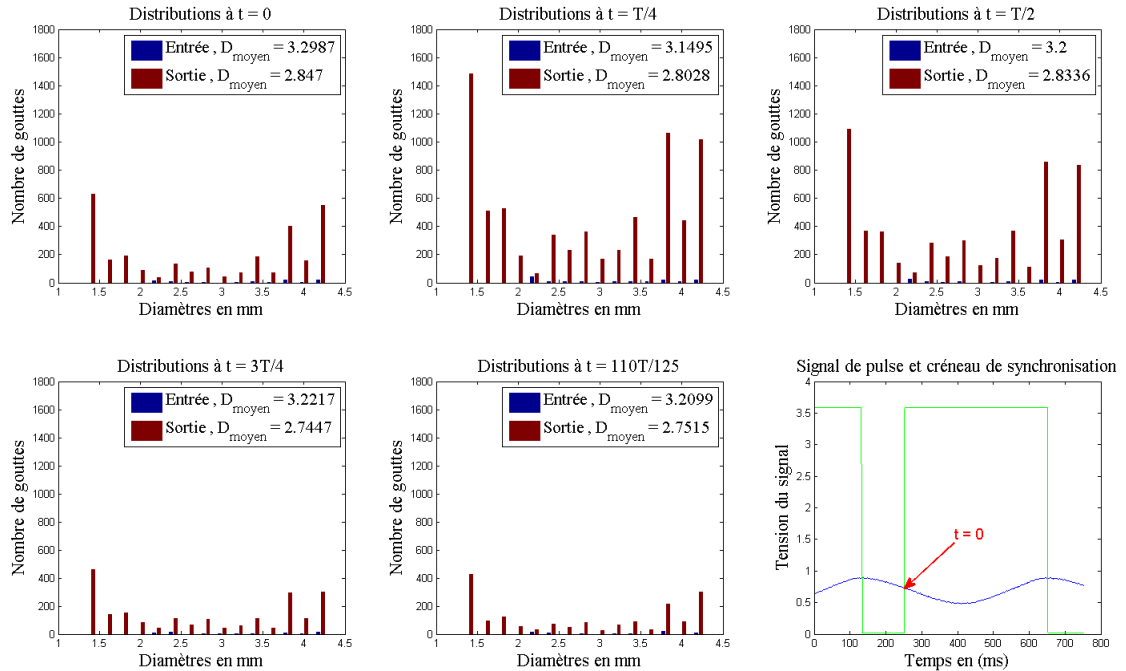 Distributions à t = 0
Entrée , D_moyen = 3.2987
Sortie , D_moyen = 2.847
Nombre de gouttes
1800
1600
1400
1200
1000
800
600
400
200
0
1 1.5 2 2.5 3 3.5 4 4.5
Diamètres en mm
Distributions à t = T/4
Entrée , D_moyen = 3.1495
Sortie , D_moyen = 2.8028
Nombre de gouttes
1800
1600
1400
1200
1000
800
600
400
200
0
1 1.5 2 2.5 3 3.5 4 4.5
Diamètres en mm
Distributions à t = T/2
Entrée , D_moyen = 3.2
Sortie , D_moyen = 2.8336
Nombre de gouttes
1800
1600
1400
1200
1000
800
600
400
200
0
1 1.5 2 2.5 3 3.5 4 4.5
Diamètres en mm
Distributions à t = 3T/4
Entrée , D_moyen = 3.2217
Sortie , D_moyen = 2.7447
Nombre de gouttes
1800
1600
1400
1200
1000
800
600
400
200
0
1 1.5 2 2.5 3 3.5 4 4.5
Diamètres en mm
Distributions à t = 110T/125
Entrée , D_moyen = 3.2099
Sortie , D_moyen = 2.7515
Nombre de gouttes
1800
1600
1400
1200
1000
800
600
400
200
0
1 1.5 2 2.5 3 3.5 4 4.5
Diamètres en mm
Signal de pulse et créneau de synchronisation
Tension du signal
4
3.5
3
2.5
2
1.5
1
0.5
0
t = 0
0 100 200 300 400 500 600 700 800
Temps en (ms)